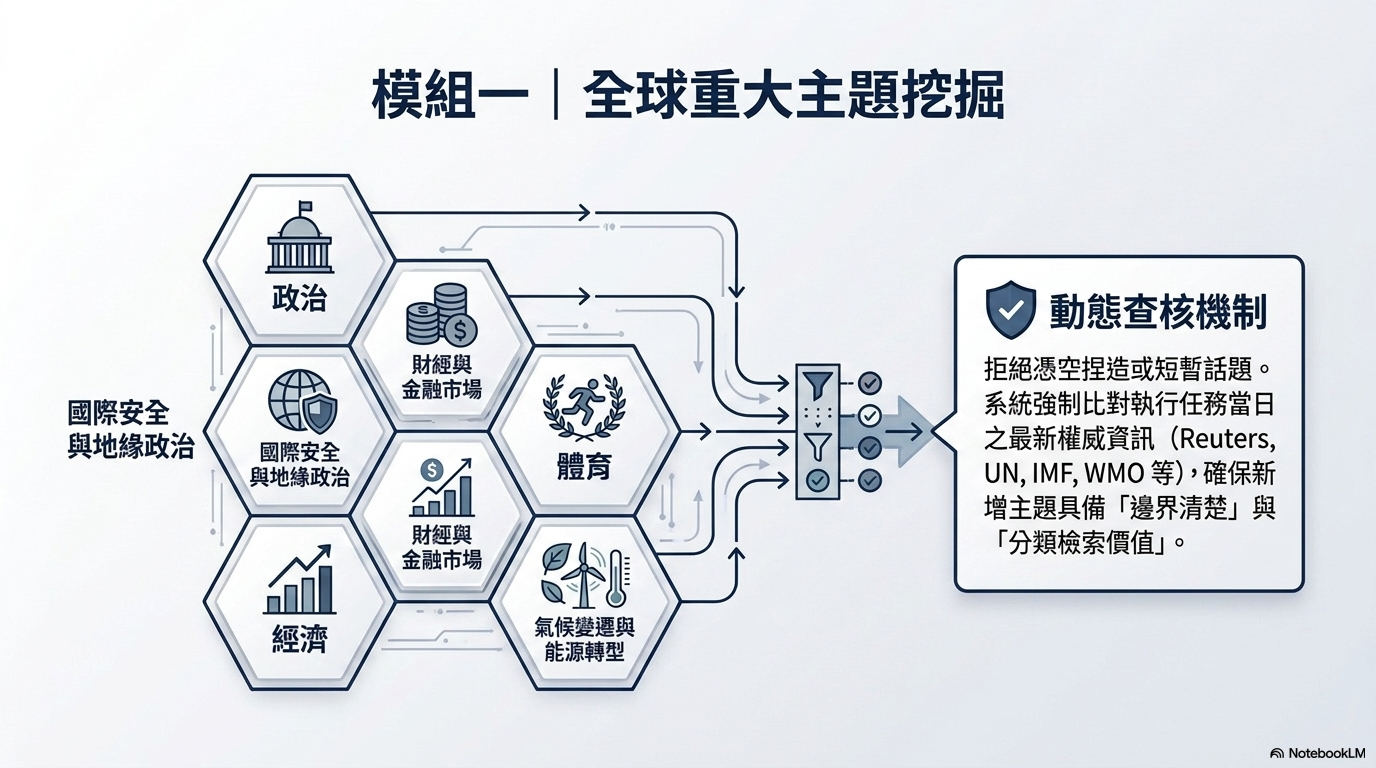 模組一｜全球重大主題挖掘
政治
財經與
金融市場
國際安全
與地緣政治
國際安全
與地緣政治
體育
財經與
金融市場
經濟
氣候變遷與
能源轉型
動態查核機制
拒絕憑空捏造或短暫話題。
系統強制比對執行任務當日
之最新權威資訊（Reuters,
UN, IMF, WMO 等），確保新
增主題具備「邊界清楚」與
「分類檢索價值」。
NotebookLM